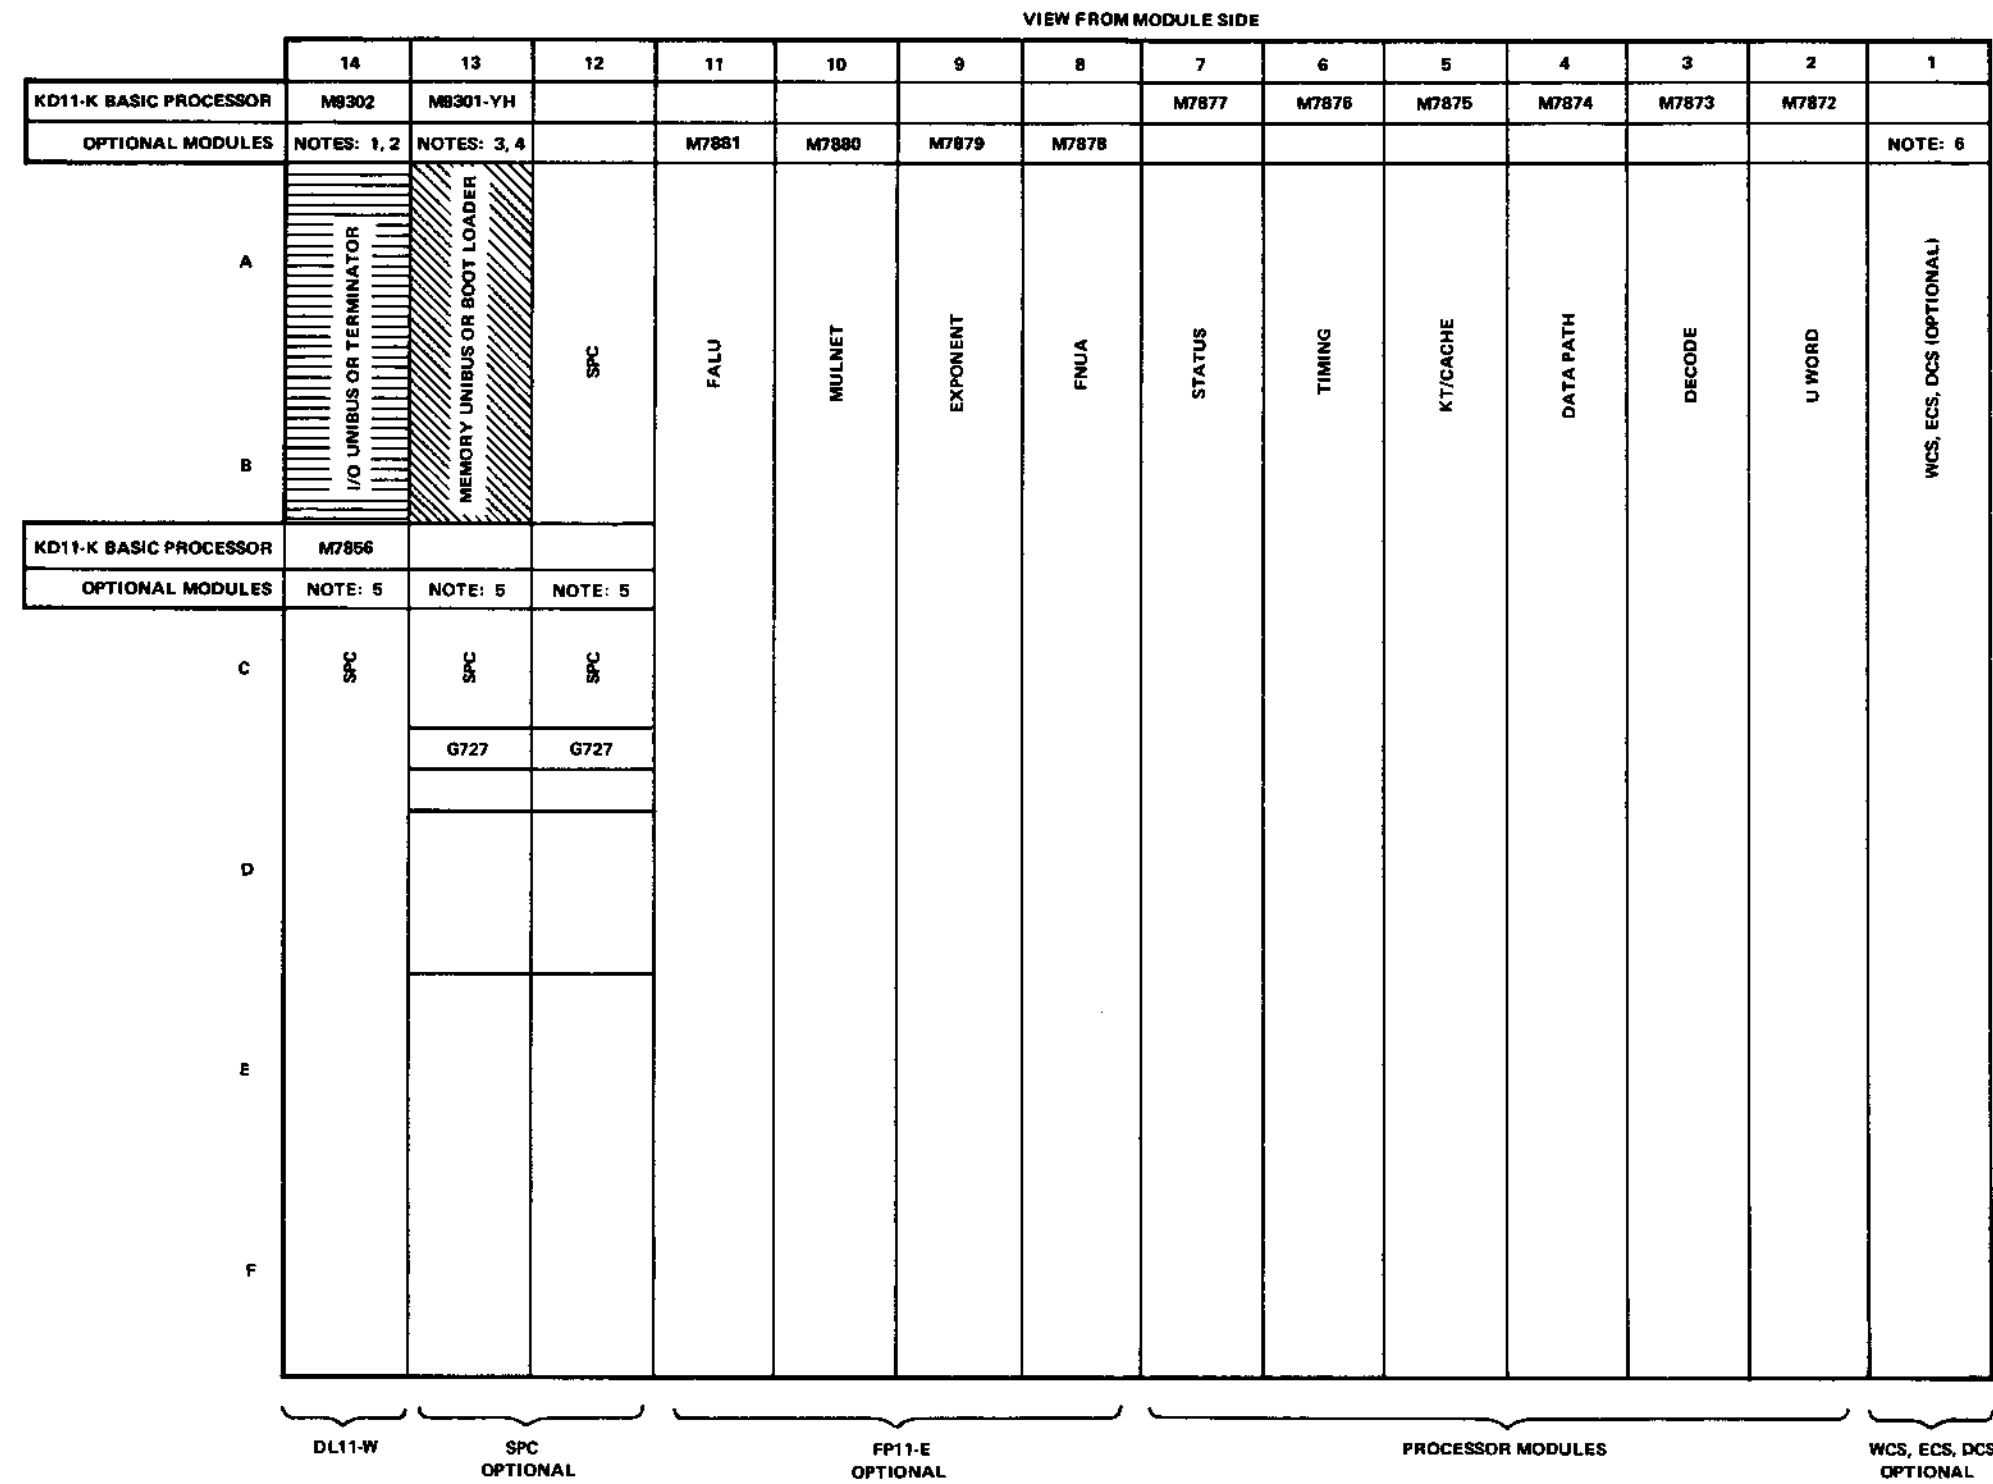 VIEW FROM MODULE SIDE
14 13 12 11 10 9 8 7 6 5 4 3 2 1
KD11-K BASIC PROCESSOR M9302 M9301-YH M7877 M7876 M7875 M7874 M7873 M7872
OPTIONAL MODULES NOTES: 1, 2 NOTES: 3, 4 M7881 M7880 M7879 M7878 NOTE: 6
A
B
I/O UNIBUS OR TERMINATOR
MEMORY UNIBUS OR BOOT LOADER
SPC
FALU
MULNET
EXPONENT
FNUA
STATUS
TIMING
KT/CACHE
DATA PATH
DECODE
U WORD
WCS, ECS, DCS (OPTIONAL)
KD11-K BASIC PROCESSOR M7856
OPTIONAL MODULES NOTE: 5 NOTE: 5 NOTE: 5
C SPC SPC SPC
G727 G727
D
E
F
DL11-W SPC FP11-E PROCESSOR MODULES WCS, ECS, DCS
OPTIONAL OPTIONAL OPTIONAL